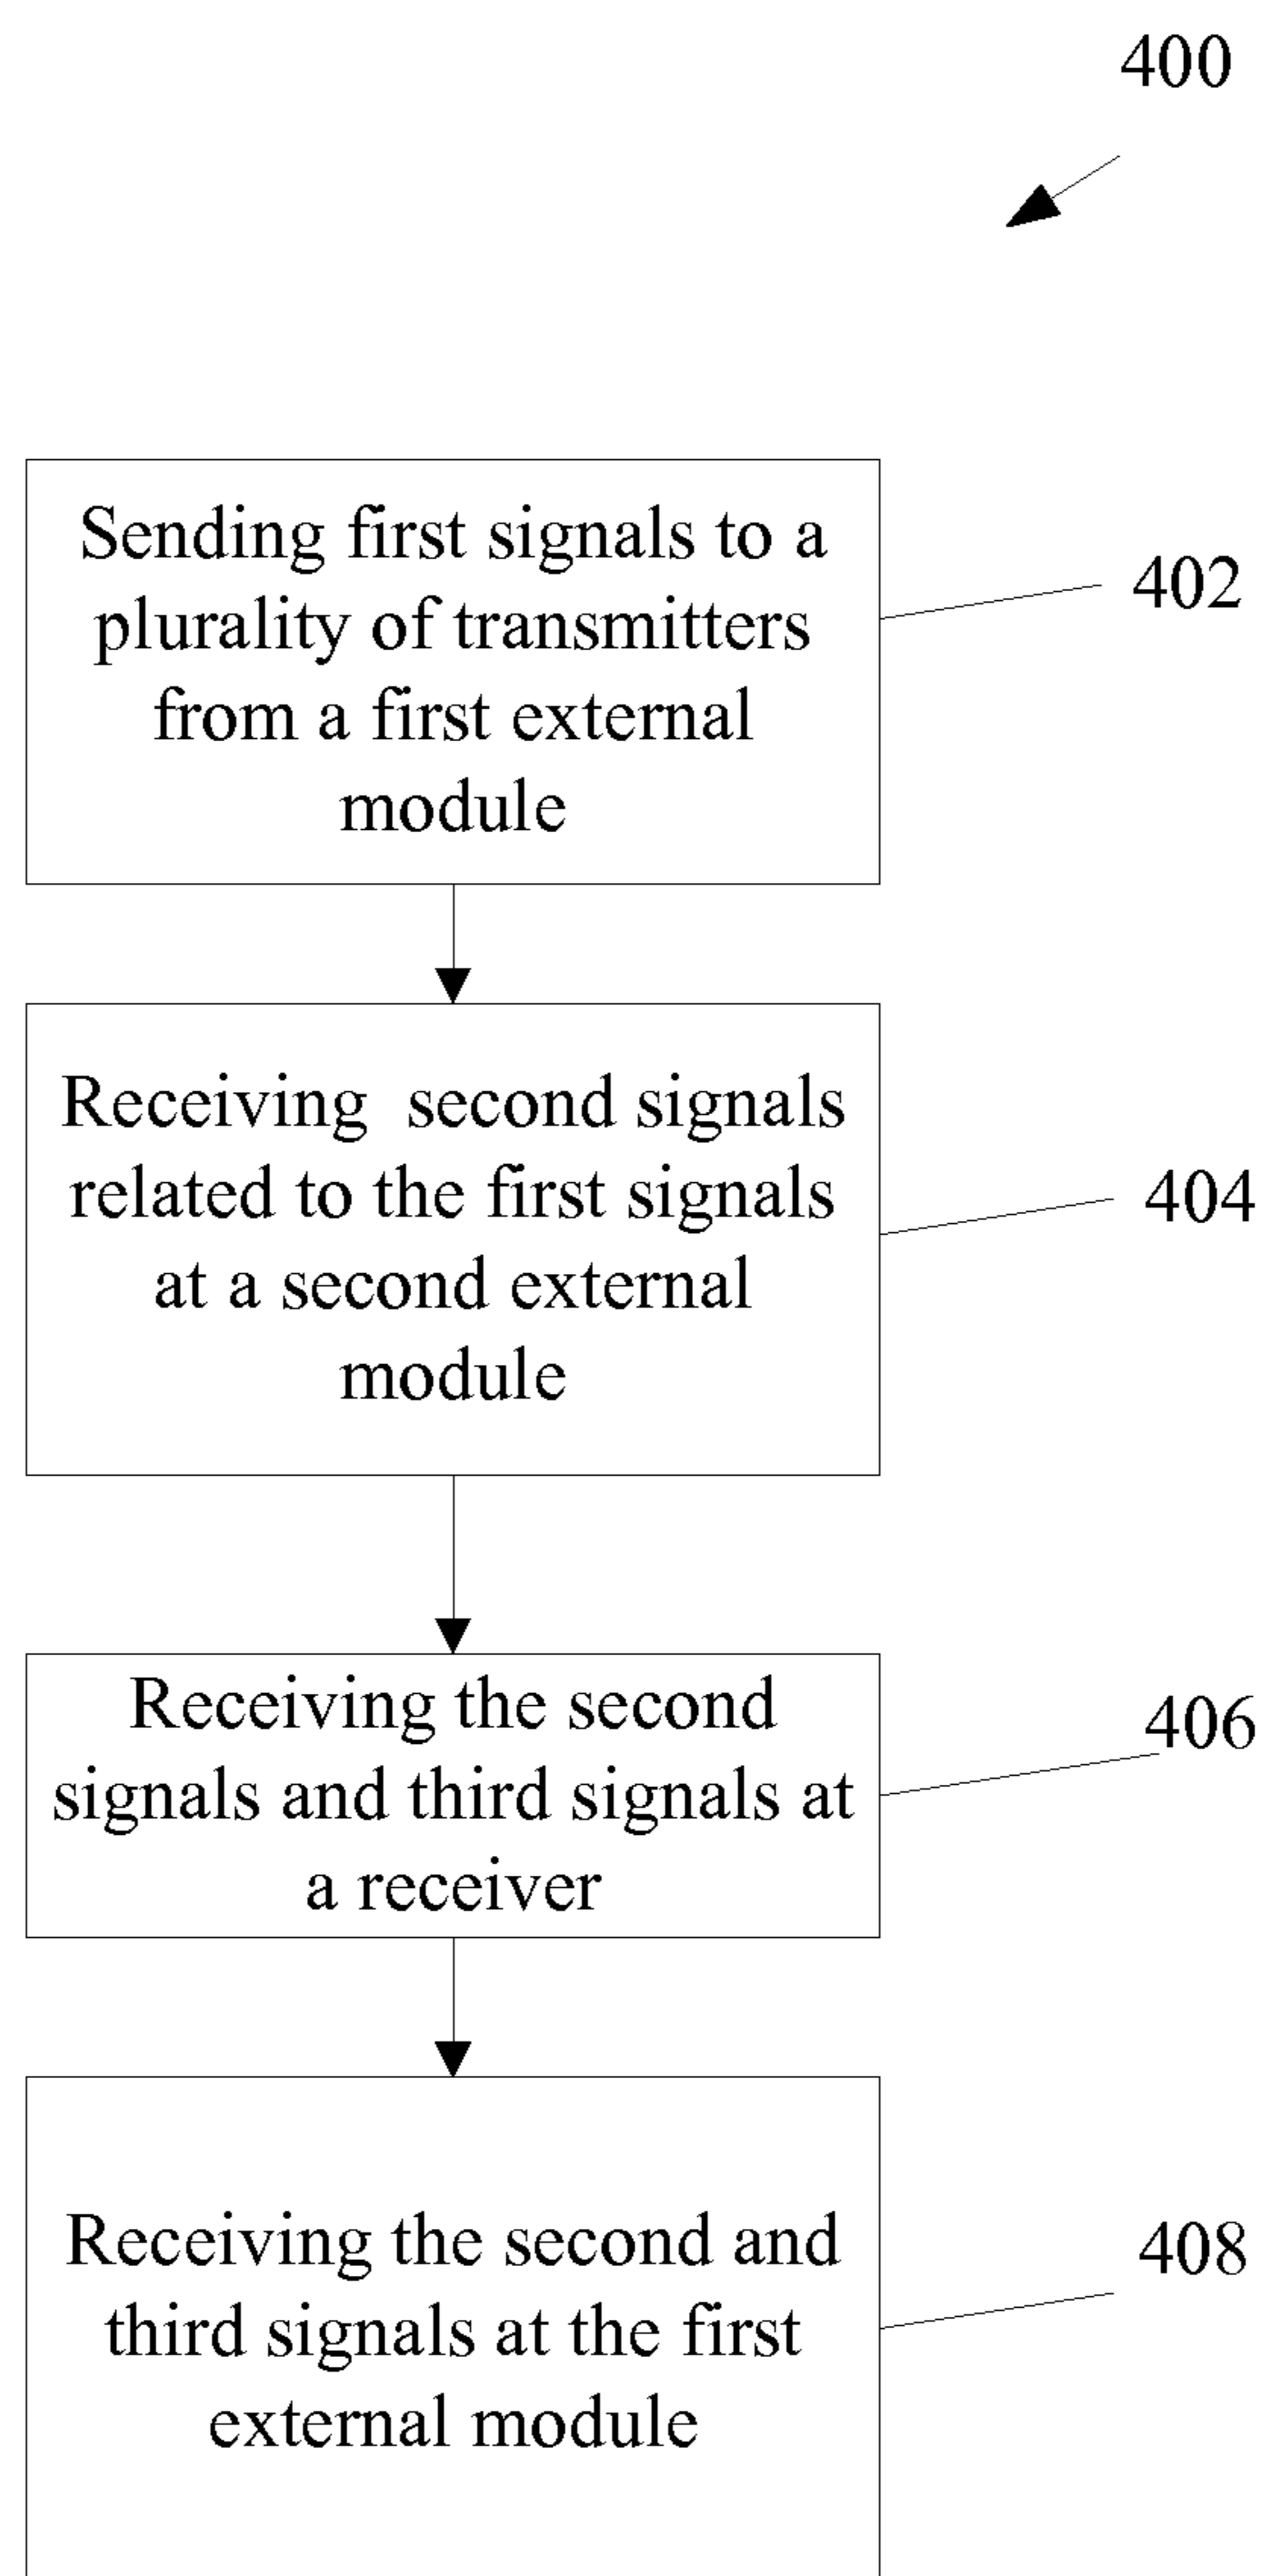 400
Sending first signals to a
plurality of transmitters
from a first external
module
402
Receiving second signals
related to the first signals
at a second external
module
404
Receiving the second
signals and third signals at
a receiver
406
Receiving the second and
third signals at the first
external module
408